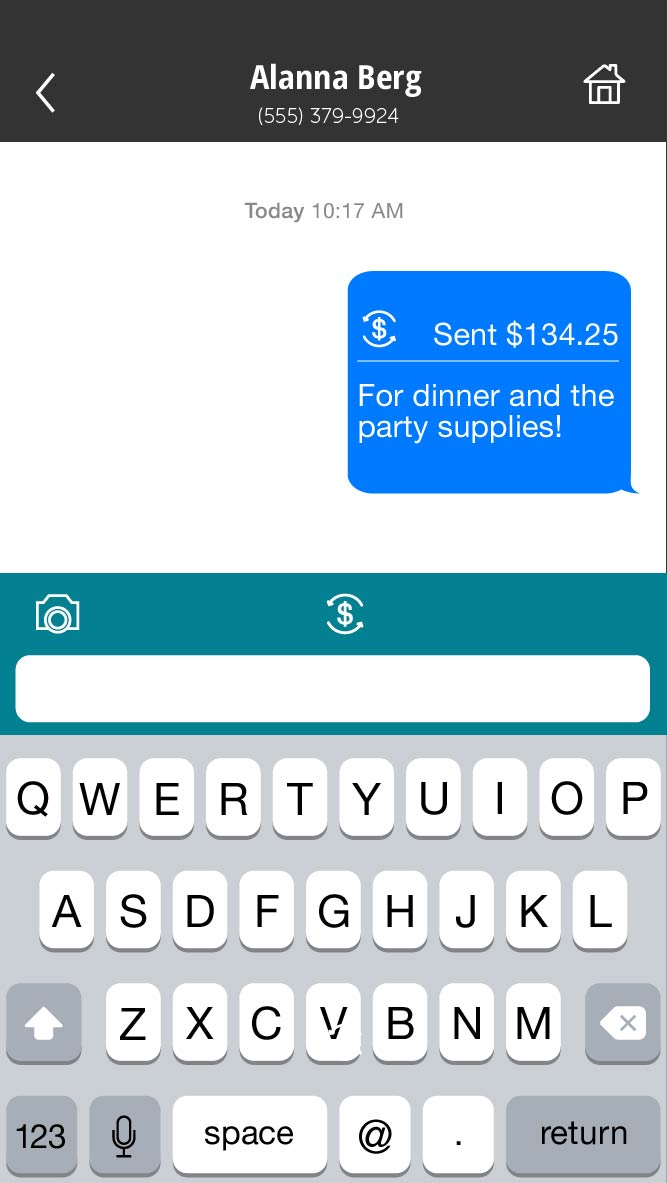 Alanna Berg
(555) 379-9924
Today 10:17 AM
$ Sent $134.25
For dinner and the
party supplies!
$
Q W E R T Y U I O P
A S D F G H J K L
Z X C V B N M
123 space @ . return